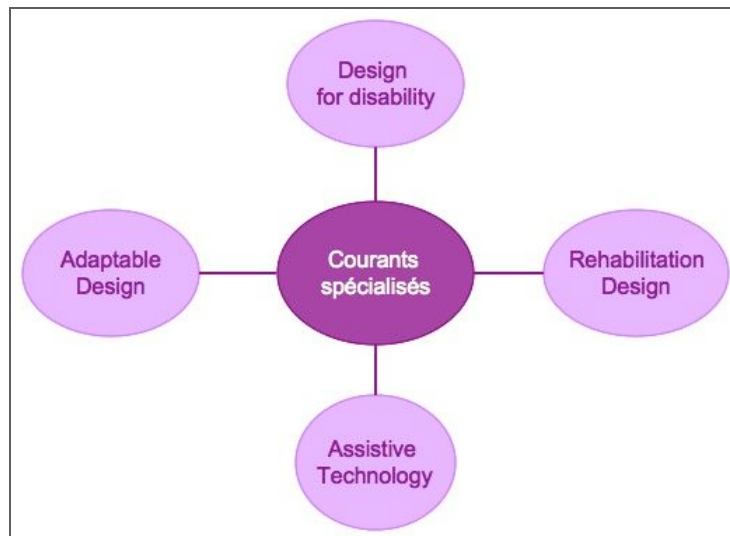 Design
for disability
Adaptable
Design
Courants
spécialisés
Rehabilitation
Design
Assistive
Technology